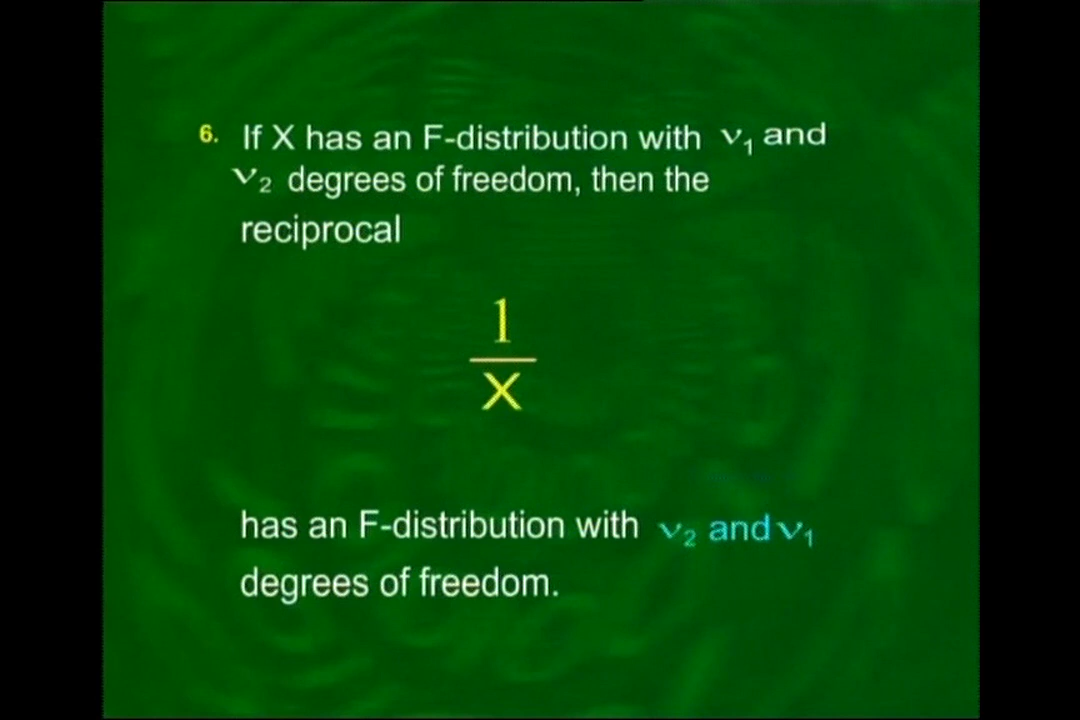 6. If X has an F-distribution with ν₁ and
ν₂ degrees of freedom, then the
reciprocal
1
X
has an F-distribution with ν₂ and ν₁
degrees of freedom.